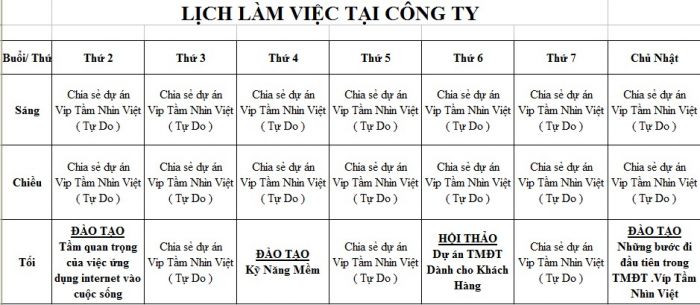 LỊCH LÀM VIỆC TẠI CÔNG TY
Buổi/ Thứ Thứ 2 Thứ 3 Thứ 4 Thứ 5 Thứ 6 Thứ 7 Chủ Nhật
Sáng
Chia sẻ dự án Chia sẻ dự án Chia sẻ dự án Chia sẻ dự án Chia sẻ dự án Chia sẻ dự án Chia sẻ dự án
Vip Tầm Nhìn Việt Vip Tầm Nhìn Việt Vip Tầm Nhìn Việt Vip Tầm Nhìn Việt Vip Tầm Nhìn Việt Vip Tầm Nhìn Việt Vip Tầm Nhìn Việt
( Tự Do ) ( Tự Do ) ( Tự Do ) ( Tự Do ) ( Tự Do ) ( Tự Do ) ( Tự Do )
Chiều
Chia sẻ dự án Chia sẻ dự án Chia sẻ dự án Chia sẻ dự án Chia sẻ dự án Chia sẻ dự án Chia sẻ dự án
Vip Tầm Nhìn Việt Vip Tầm Nhìn Việt Vip Tầm Nhìn Việt Vip Tầm Nhìn Việt Vip Tầm Nhìn Việt Vip Tầm Nhìn Việt Vip Tầm Nhìn Việt
( Tự Do ) ( Tự Do ) ( Tự Do ) ( Tự Do ) ( Tự Do ) ( Tự Do ) ( Tự Do )
Tối
ĐÀO TẠO
Tầm quan trọng
của việc ứng
dụng internet vào
cuộc sống
Chia sẻ dự án
Vip Tầm Nhìn Việt
( Tự Do )
ĐÀO TẠO
Kỹ Năng Mềm
Chia sẻ dự án
Vip Tầm Nhìn Việt
( Tự Do )
HỘI THẢO
Dự án TMĐT
Dành cho Khách
Hàng
Chia sẻ dự án
Vip Tầm Nhìn Việt
( Tự Do )
ĐÀO TẠO
Những bước đi
đầu tiên trong
TMĐT .Víp Tầm
Nhìn Việt